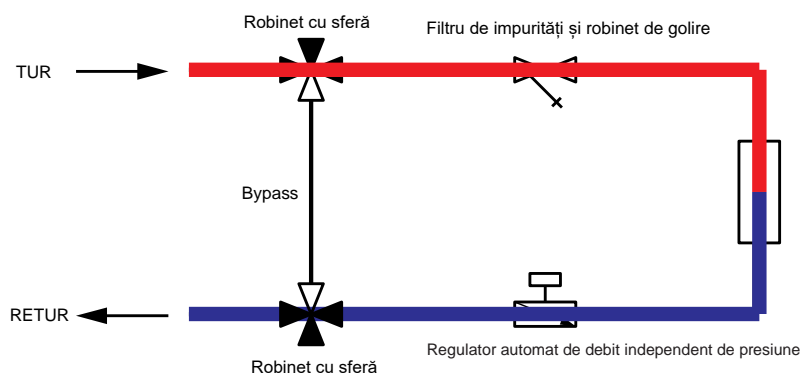 Robinet cu sferă
Filtru de impurități și robinet de golire
TUR
Bypass
RETUR
Robinet cu sferă
Regulator automat de debit independent de presiune